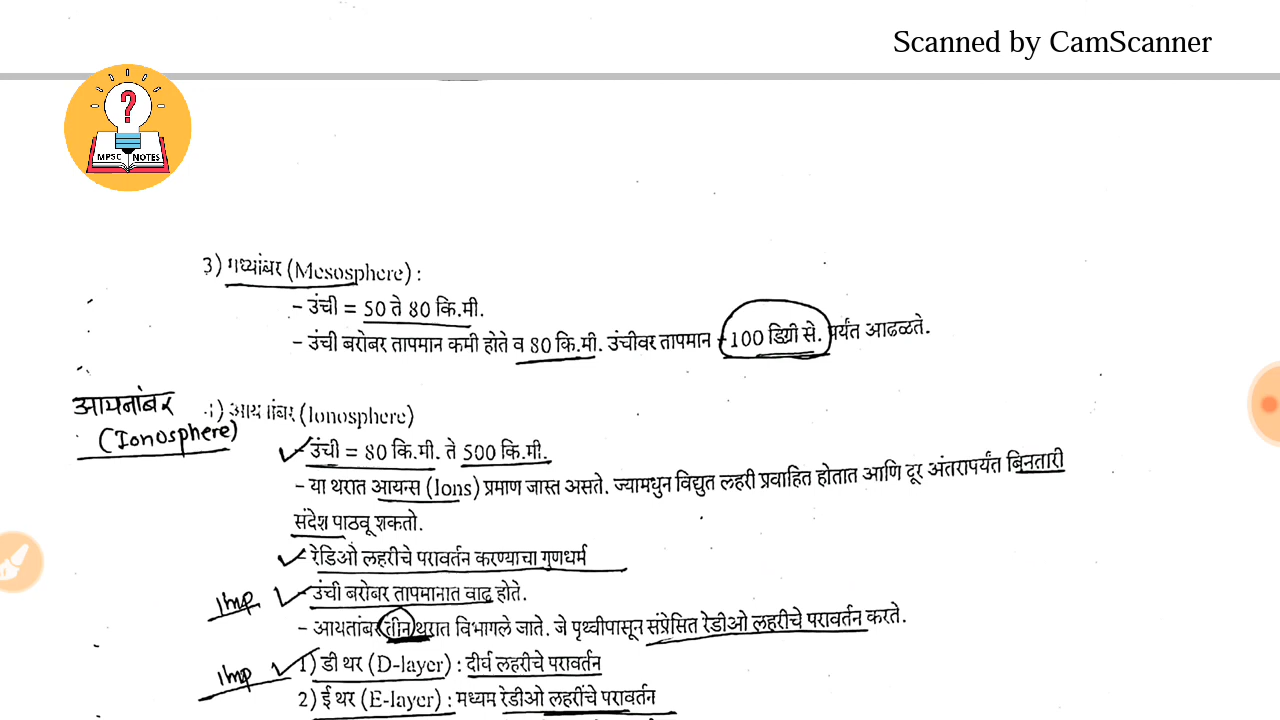 Scanned by CamScanner
?
MPSC NOTES
3) मध्यांबर (Mesosphere) :
- उंची = 50 ते 80 कि.मी.
- उंची बरोबर तापमान कमी होते व 80 कि.मी. उंचीवर तापमान -100 डिग्री से. पर्यंत आढळते.
आयनांबर
(Ionosphere)
4) आयनांबर (Ionosphere)
- उंची = 80 कि.मी. ते 500 कि.मी.
- या थरात आयन्स (Ions) प्रमाण जास्त असते. ज्यामधुन विद्युत लहरी प्रवाहित होतात आणि दूर अंतरापर्यंत बिनतारी
संदेश पाठवू शकतो.
- रेडिओ लहरीचे परावर्तन करण्याचा गुणधर्म
Imp
- उंची बरोबर तापमानात वाढ होते.
- आयतांबर तीन थरात विभागले जाते. जे पृथ्वीपासून संप्रेसित रेडीओ लहरीचे परावर्तन करते.
Imp
1) डी थर (D-layer) : दीर्घ लहरीचे परावर्तन
2) ई थर (E-layer) : मध्यम रेडीओ लहरींचे परावर्तन